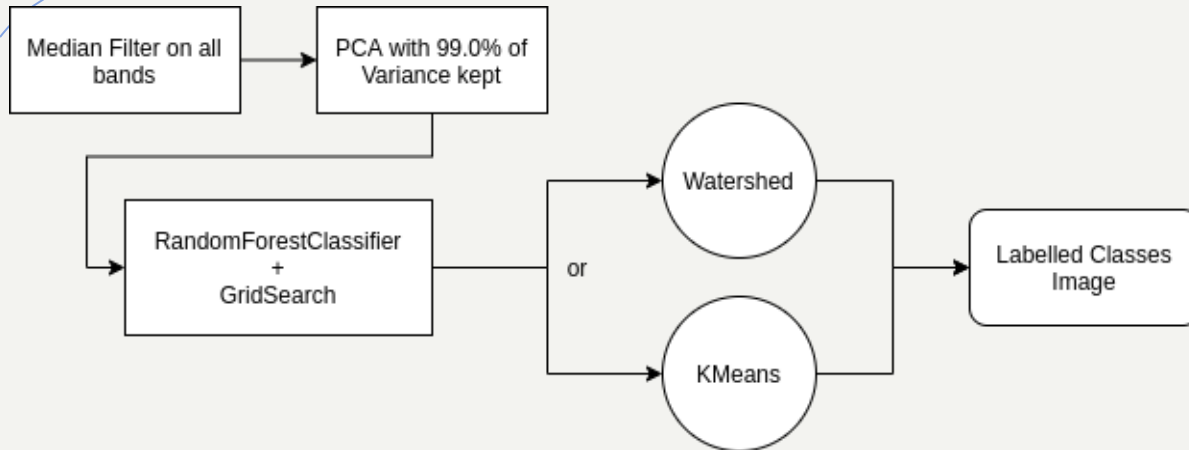 Median Filter on all
bands
PCA with 99.0% of
Variance kept
RandomForestClassifier
+
GridSearch
or
Watershed
KMeans
Labelled Classes
Image